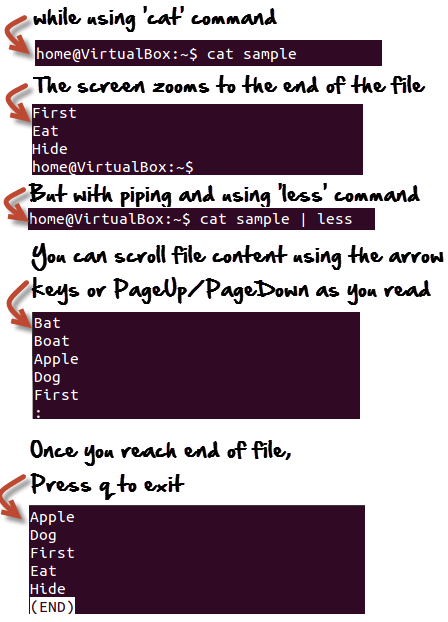 while using 'cat' command
home@VirtualBox:~$ cat sample
The screen zooms to the end of the file
First
Eat
Hide
home@VirtualBox:~$
But with piping and using 'less' command
home@VirtualBox:~$ cat sample | less
You can scroll file content using the arrow
keys or PageUp/PageDown as you read
Bat
Boat
Apple
Dog
First
:
Once you reach end of file,
Press q to exit
Apple
Dog
First
Eat
Hide
(END)